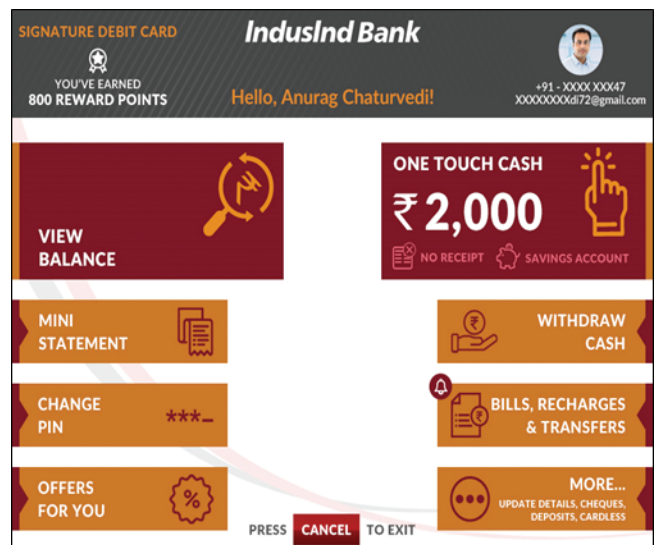 SIGNATURE DEBIT CARD
YOU'VE EARNED
800 REWARD POINTS
IndusInd Bank
Hello, Anurag Chaturvedi!
+91 - XXXX XXX47
XXXXXXXXdi72@gmail.com
VIEW
BALANCE
ONE TOUCH CASH
₹ 2,000
NO RECEIPT
SAVINGS ACCOUNT
MINI
STATEMENT
WITHDRAW
CASH
CHANGE
PIN
***_
BILLS, RECHARGES
& TRANSFERS
OFFERS
FOR YOU
%
MORE...
UPDATE DETAILS, CHEQUES,
DEPOSITS, CARDLESS
PRESS CANCEL TO EXIT